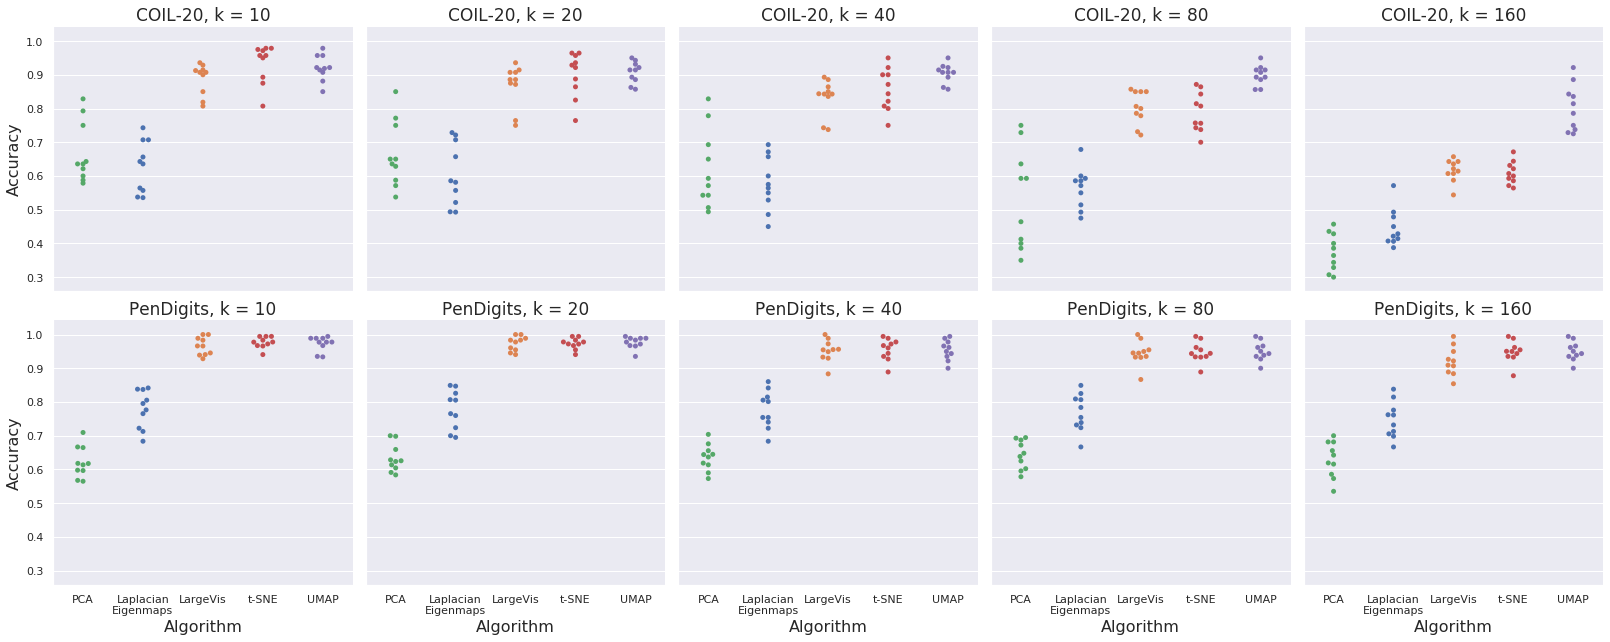 COIL-20, k = 10
COIL-20, k = 20
COIL-20, k = 40
COIL-20, k = 80
COIL-20, k = 160
Accuracy
1.0
0.9
0.8
0.7
0.6
0.5
0.4
0.3
PenDigits, k = 10
PenDigits, k = 20
PenDigits, k = 40
PenDigits, k = 80
PenDigits, k = 160
Accuracy
1.0
0.9
0.8
0.7
0.6
0.5
0.4
0.3
PCA
Laplacian
Eigenmaps
LargeVis
t-SNE
UMAP
Algorithm
PCA
Laplacian
Eigenmaps
LargeVis
t-SNE
UMAP
Algorithm
PCA
Laplacian
Eigenmaps
LargeVis
t-SNE
UMAP
Algorithm
PCA
Laplacian
Eigenmaps
LargeVis
t-SNE
UMAP
Algorithm
PCA
Laplacian
Eigenmaps
LargeVis
t-SNE
UMAP
Algorithm